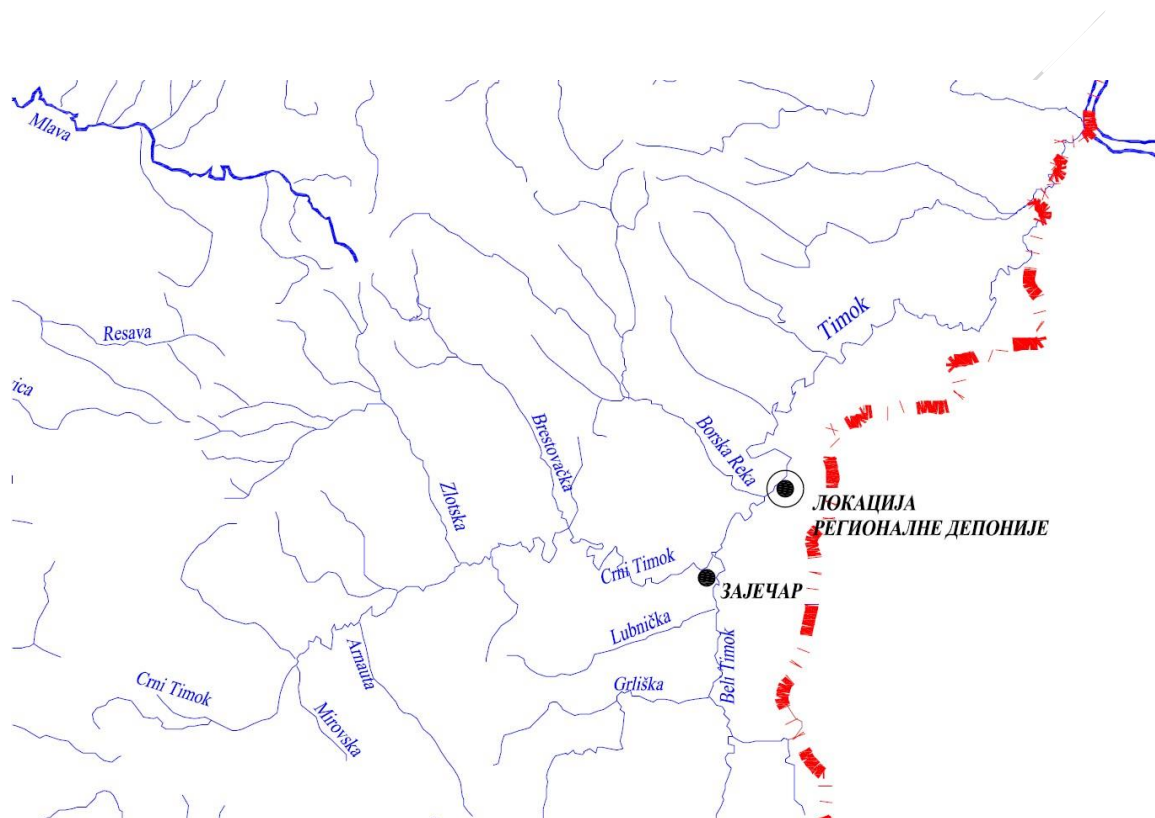 Mlava
Timok
Resava
vica
Brestovačka
Borska Reka
Zlotska
ЛОКАЦИЈА
РЕГИОНАЛНЕ ДЕПОНИЈЕ
Crni Timok
ЗАЈЕЧАР
Lubnička
Arnauta
Beli Timok
Grliška
Crni Timok
Mirovska